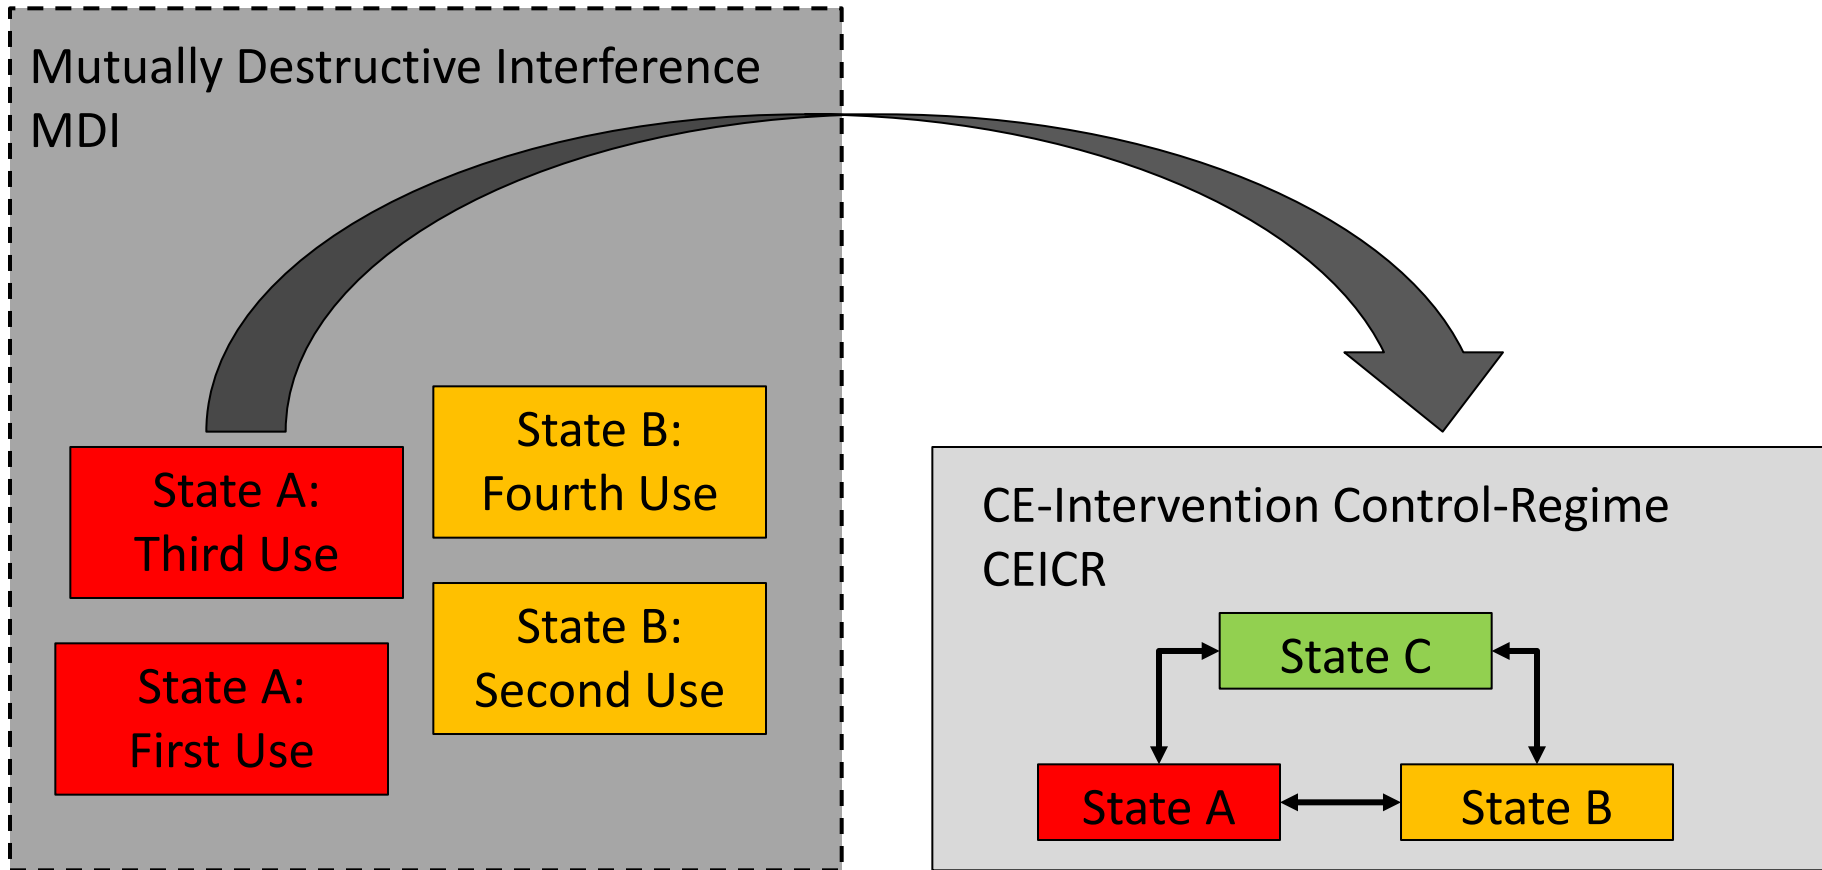 Mutually Destructive Interference
MDI
State B:
Fourth Use
State A:
Third Use
State B:
Second Use
State A:
First Use
CE-Intervention Control-Regime
CEICR
State C
State A
State B